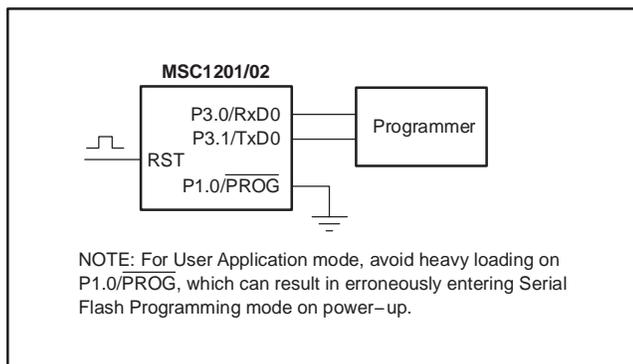 MSC1201/02
P3.0/RxD0
P3.1/TxD0
RST
P1.0/PROG
Programmer
NOTE: For User Application mode, avoid heavy loading on
P1.0/PROG, which can result in erroneously entering Serial
Flash Programming mode on power−up.